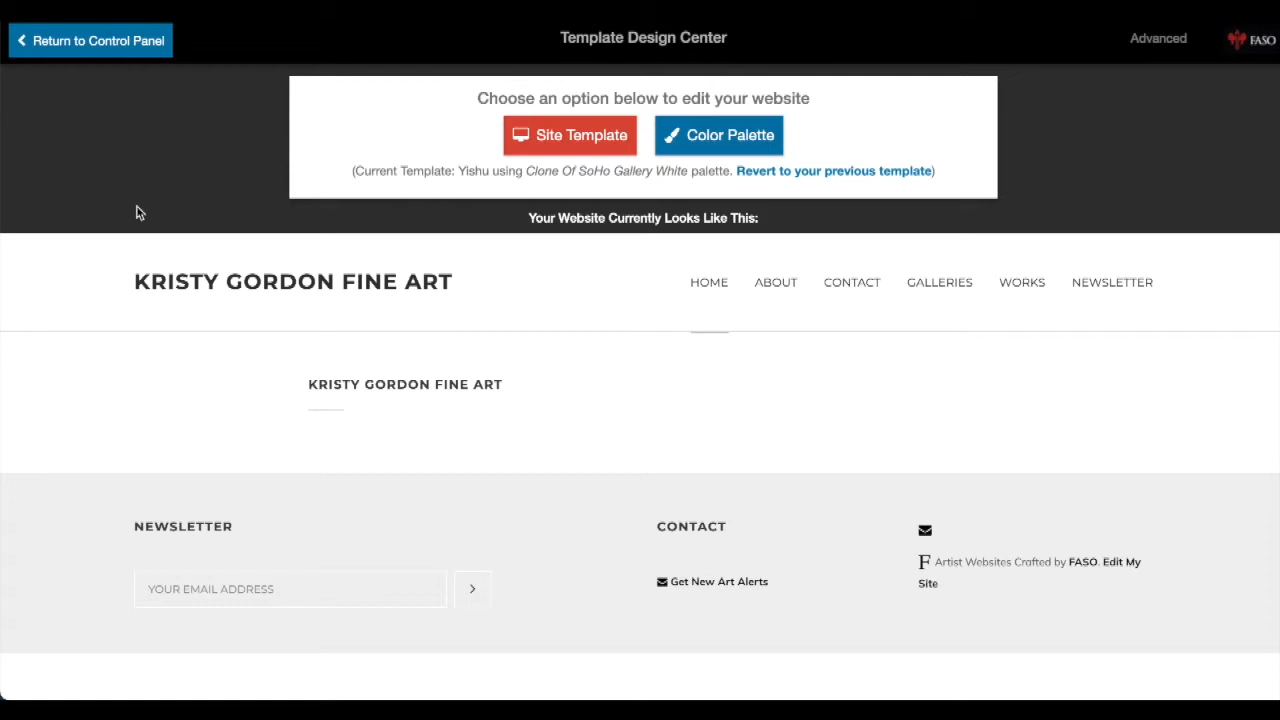 Return to Control Panel
Template Design Center
Advanced
FASO
Choose an option below to edit your website
Site Template
Color Palette
(Current Template: Yishu using Clone Of SoHo Gallery White palette. Revert to your previous template)
Your Website Currently Looks Like This:
KRISTY GORDON FINE ART
HOME
ABOUT
CONTACT
GALLERIES
WORKS
NEWSLETTER
KRISTY GORDON FINE ART
NEWSLETTER
YOUR EMAIL ADDRESS
CONTACT
Get New Art Alerts
F Artist Websites Crafted by FASO. Edit My
Site